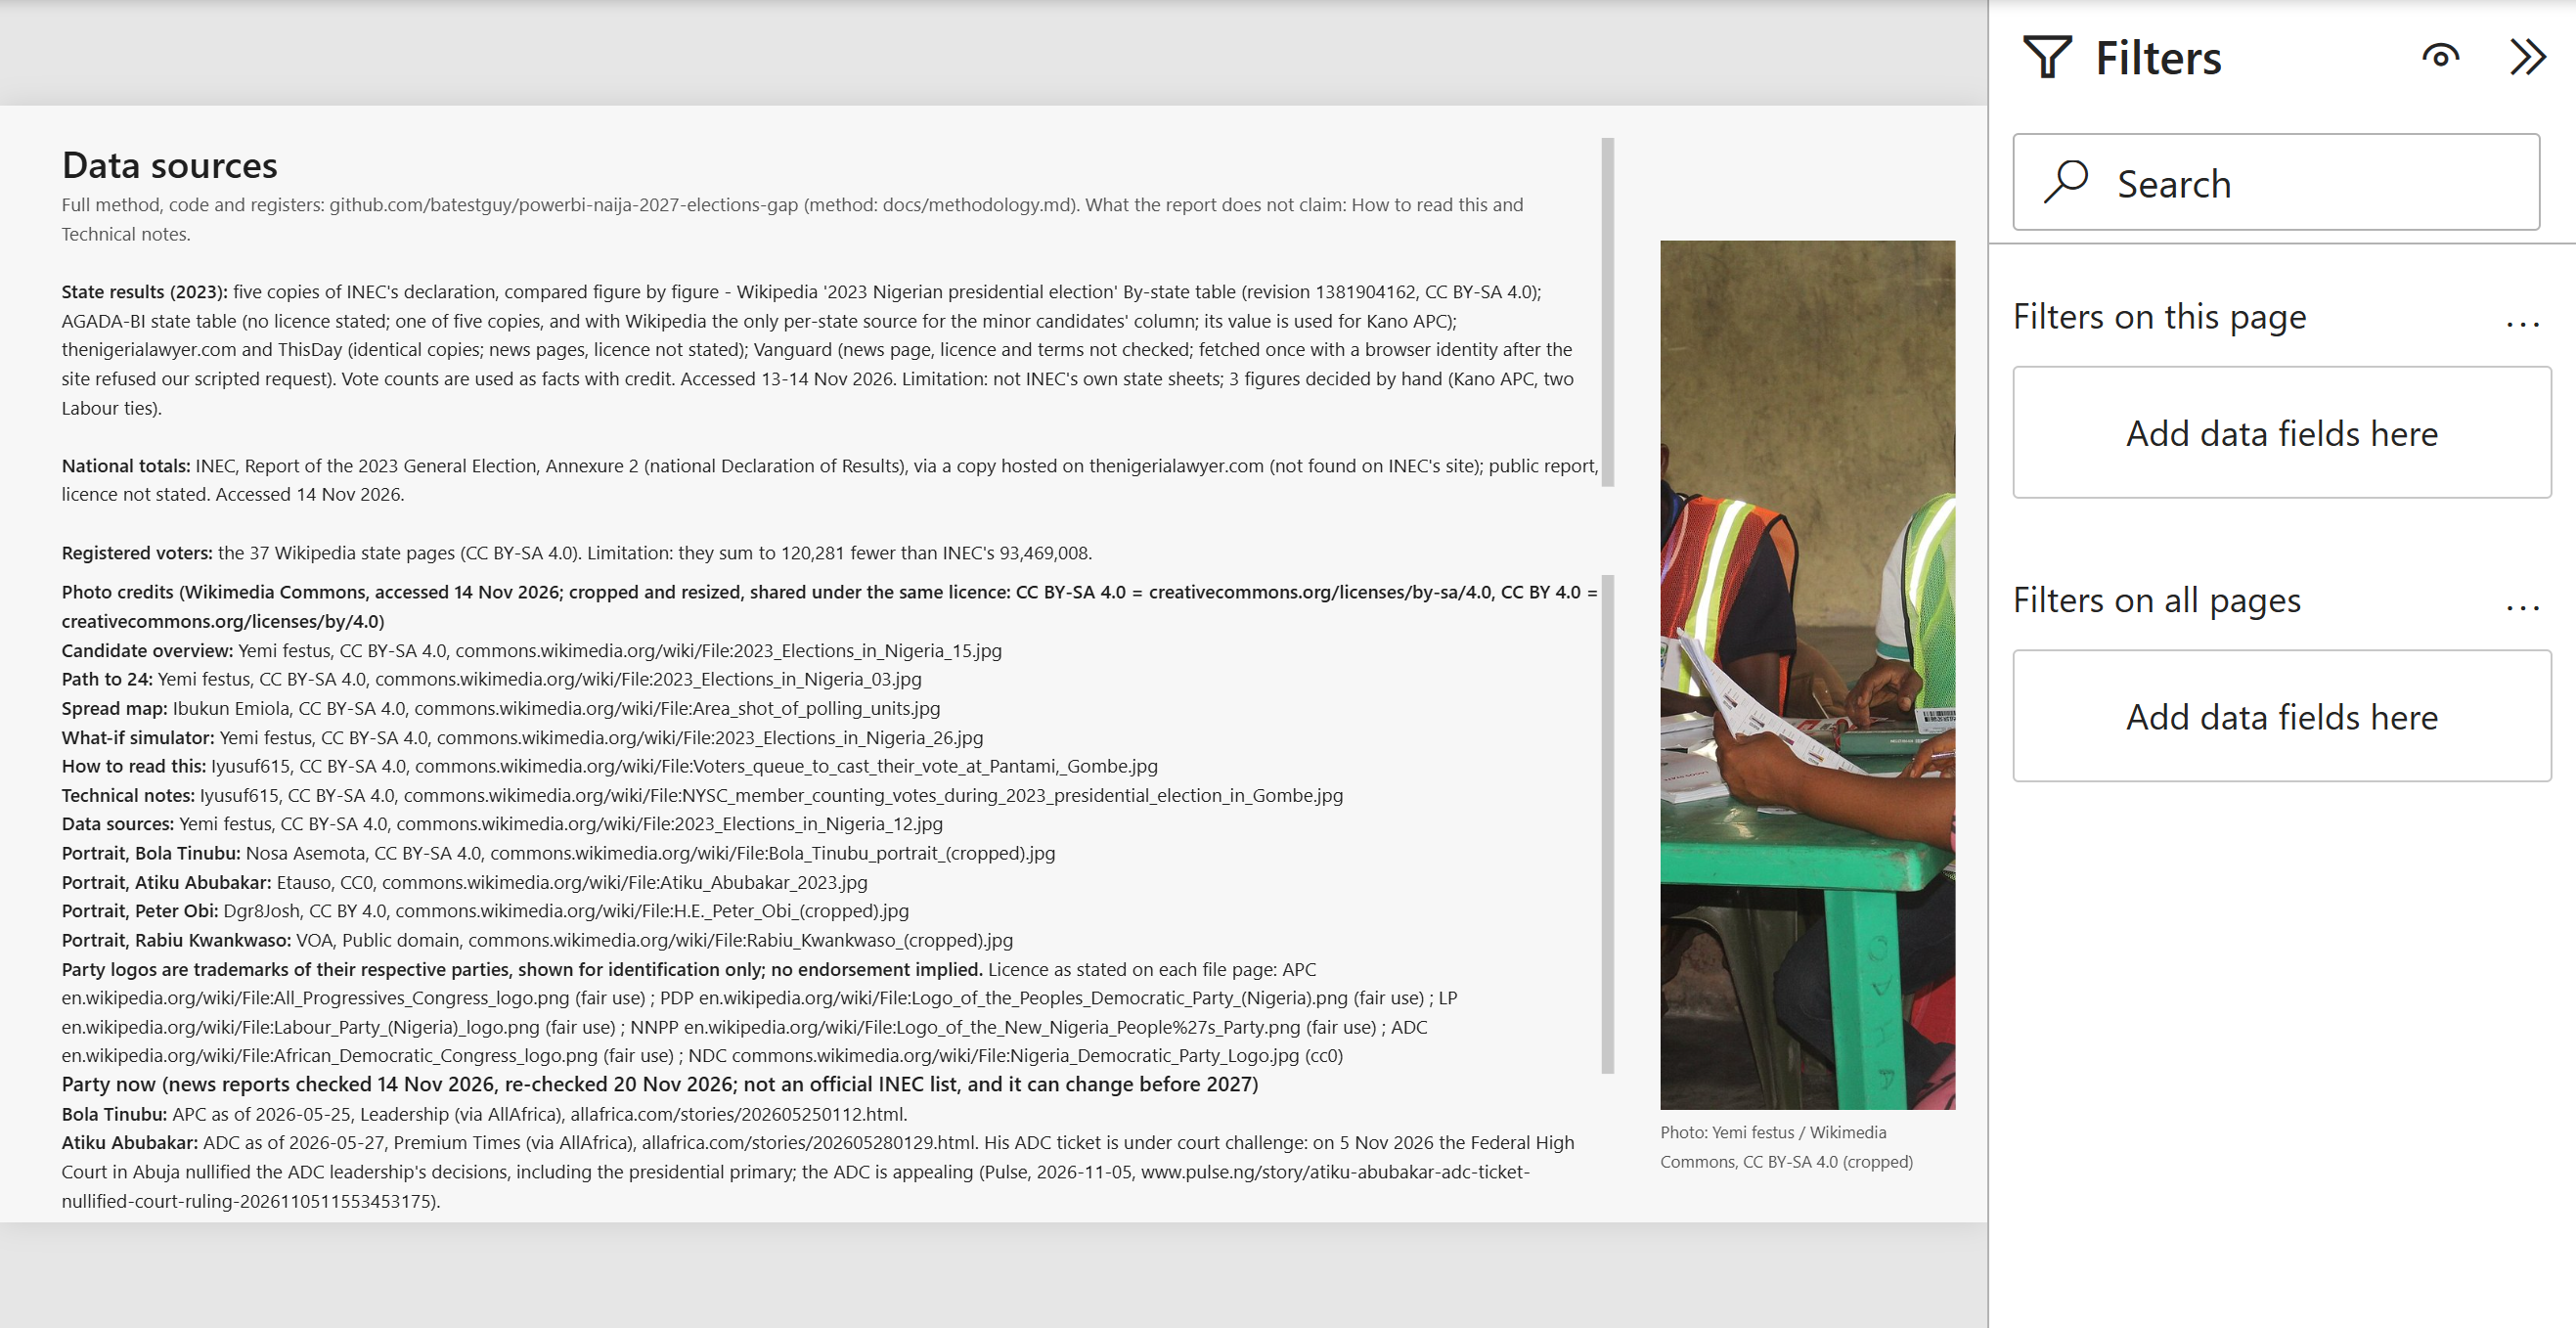 Data sources
Full method, code and registers: github.com/batestguy/powerbi-naija-2027-elections-gap (method: docs/methodology.md). What the report does not claim: How to read this and
Technical notes.
State results (2023): five copies of INEC's declaration, compared figure by figure - Wikipedia '2023 Nigerian presidential election' By-state table (revision 1381904162, CC BY-SA 4.0);
AGADA-BI state table (no licence stated; one of five copies, and with Wikipedia the only per-state source for the minor candidates' column; its value is used for Kano APC);
thenigerialawyer.com and ThisDay (identical copies; news pages, licence not stated); Vanguard (news page, licence and terms not checked; fetched once with a browser identity after the
site refused our scripted request). Vote counts are used as facts with credit. Accessed 13-14 Nov 2026. Limitation: not INEC's own state sheets; 3 figures decided by hand (Kano APC, two
Labour ties).
National totals: INEC, Report of the 2023 General Election, Annexure 2 (national Declaration of Results), via a copy hosted on thenigerialawyer.com (not found on INEC's site); public report,
licence not stated. Accessed 14 Nov 2026.
Registered voters: the 37 Wikipedia state pages (CC BY-SA 4.0). Limitation: they sum to 120,281 fewer than INEC's 93,469,008.
Photo credits (Wikimedia Commons, accessed 14 Nov 2026; cropped and resized, shared under the same licence: CC BY-SA 4.0 = creativecommons.org/licenses/by-sa/4.0, CC BY 4.0 =
creativecommons.org/licenses/by/4.0)
Candidate overview: Yemi festus, CC BY-SA 4.0, commons.wikimedia.org/wiki/File:2023_Elections_in_Nigeria_15.jpg
Path to 24: Yemi festus, CC BY-SA 4.0, commons.wikimedia.org/wiki/File:2023_Elections_in_Nigeria_03.jpg
Spread map: Ibukun Emiola, CC BY-SA 4.0, commons.wikimedia.org/wiki/File:Area_shot_of_polling_units.jpg
What-if simulator: Yemi festus, CC BY-SA 4.0, commons.wikimedia.org/wiki/File:2023_Elections_in_Nigeria_26.jpg
How to read this: Iyusuf615, CC BY-SA 4.0, commons.wikimedia.org/wiki/File:Voters_queue_to_cast_their_vote_at_Pantami,_Gombe.jpg
Technical notes: Iyusuf615, CC BY-SA 4.0, commons.wikimedia.org/wiki/File:NYSC_member_counting_votes_during_2023_presidential_election_in_Gombe.jpg
Data sources: Yemi festus, CC BY-SA 4.0, commons.wikimedia.org/wiki/File:2023_Elections_in_Nigeria_12.jpg
Portrait, Bola Tinubu: Nosa Asemota, CC BY-SA 4.0, commons.wikimedia.org/wiki/File:Bola_Tinubu_portrait_(cropped).jpg
Portrait, Atiku Abubakar: Etauso, CC0, commons.wikimedia.org/wiki/File:Atiku_Abubakar_2023.jpg
Portrait, Peter Obi: Dgr8Josh, CC BY 4.0, commons.wikimedia.org/wiki/File:H.E._Peter_Obi_(cropped).jpg
Portrait, Rabiu Kwankwaso: VOA, Public domain, commons.wikimedia.org/wiki/File:Rabiu_Kwankwaso_(cropped).jpg
Party logos are trademarks of their respective parties, shown for identification only; no endorsement implied. Licence as stated on each file page: APC
en.wikipedia.org/wiki/File:All_Progressives_Congress_logo.png (fair use) ; PDP en.wikipedia.org/wiki/File:Logo_of_the_Peoples_Democratic_Party_(Nigeria).png (fair use) ; LP
en.wikipedia.org/wiki/File:Labour_Party_(Nigeria)_logo.png (fair use) ; NNPP en.wikipedia.org/wiki/File:Logo_of_the_New_Nigeria_People%27s_Party.png (fair use) ; ADC
en.wikipedia.org/wiki/File:African_Democratic_Congress_logo.png (fair use) ; NDC commons.wikimedia.org/wiki/File:Nigeria_Democratic_Party_Logo.jpg (cc0)
Party now (news reports checked 14 Nov 2026, re-checked 20 Nov 2026; not an official INEC list, and it can change before 2027)
Bola Tinubu: APC as of 2026-05-25, Leadership (via AllAfrica), allafrica.com/stories/202605250112.html.
Atiku Abubakar: ADC as of 2026-05-27, Premium Times (via AllAfrica), allafrica.com/stories/202605280129.html. His ADC ticket is under court challenge: on 5 Nov 2026 the Federal High
Court in Abuja nullified the ADC leadership's decisions, including the presidential primary; the ADC is appealing (Pulse, 2026-11-05, www.pulse.ng/story/atiku-abubakar-adc-ticket-
nullified-court-ruling-2026110511553453175).
Photo: Yemi festus / Wikimedia
Commons, CC BY-SA 4.0 (cropped)
Filters
Search
Filters on this page
Add data fields here
Filters on all pages
Add data fields here